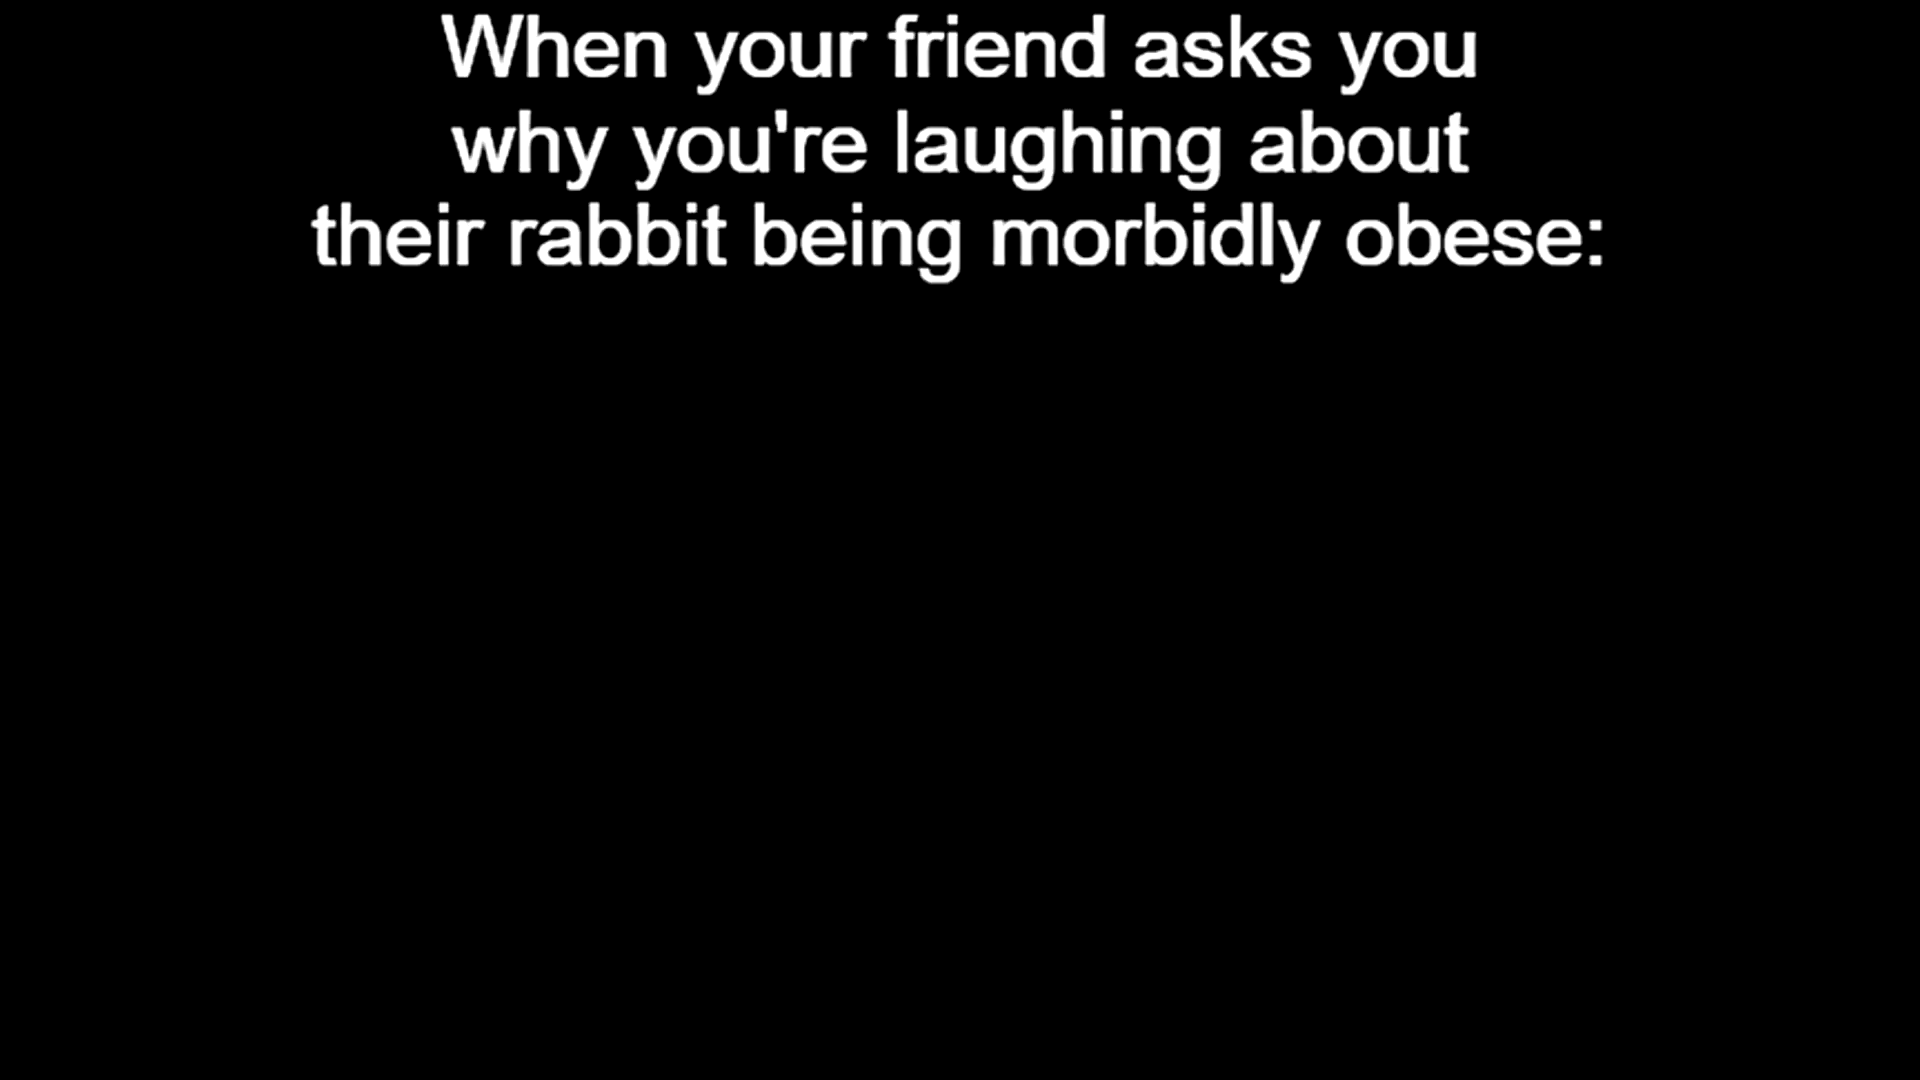 When your friend asks you
why you're laughing about
their rabbit being morbidly obese: